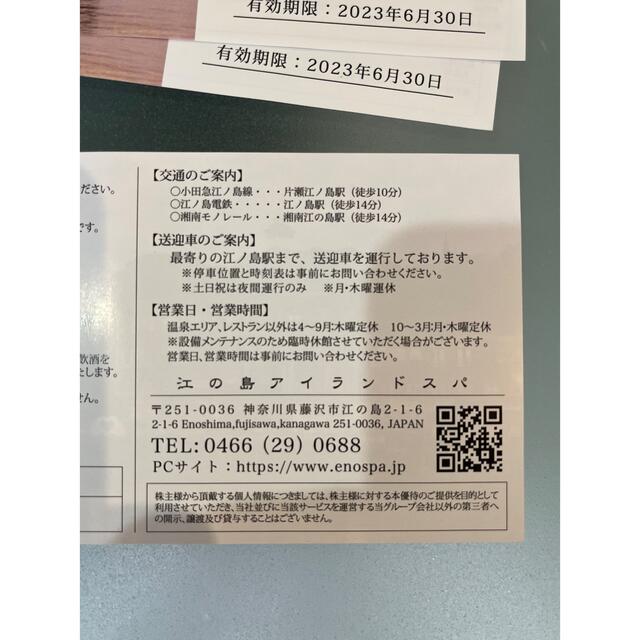 有効期限：2023年6月30日
有効期限：2023年6月30日
ください。
です。
飲酒を
たします。
せん。
【交通のご案内】
○小田急江ノ島線・・・片瀬江ノ島駅（徒歩10分）
○江ノ島電鉄・・・・・江ノ島駅（徒歩14分）
○湘南モノレール・・・湘南江の島駅（徒歩14分）
【送迎車のご案内】
最寄りの江ノ島駅まで、送迎車を運行しております。
※停車位置と時刻表は事前にお問い合わせください。
※土日祝は夜間運行のみ　※月・木曜運休
【営業日・営業時間】
温泉エリア、レストラン以外は4～9月:木曜定休　10～3月:月・木曜定休
※設備メンテナンスのため臨時休館させていただく場合がございます。
営業日、営業時間は事前にお問い合わせください。
江の島アイランドスパ
〒251-0036 神奈川県藤沢市江の島2-1-6
2-1-6 Enoshima,fujisawa,kanagawa 251-0036, JAPAN
TEL: 0466 (29) 0688
PCサイト：https://www.enospa.jp
株主様から頂戴する個人情報につきましては、株主様に対する本優待のご提供を目的として
利用させていただき、当社並びに当該サービスを運営する当グループ会社以外の第三者へ
の開示、譲渡及び貸与することはございません。